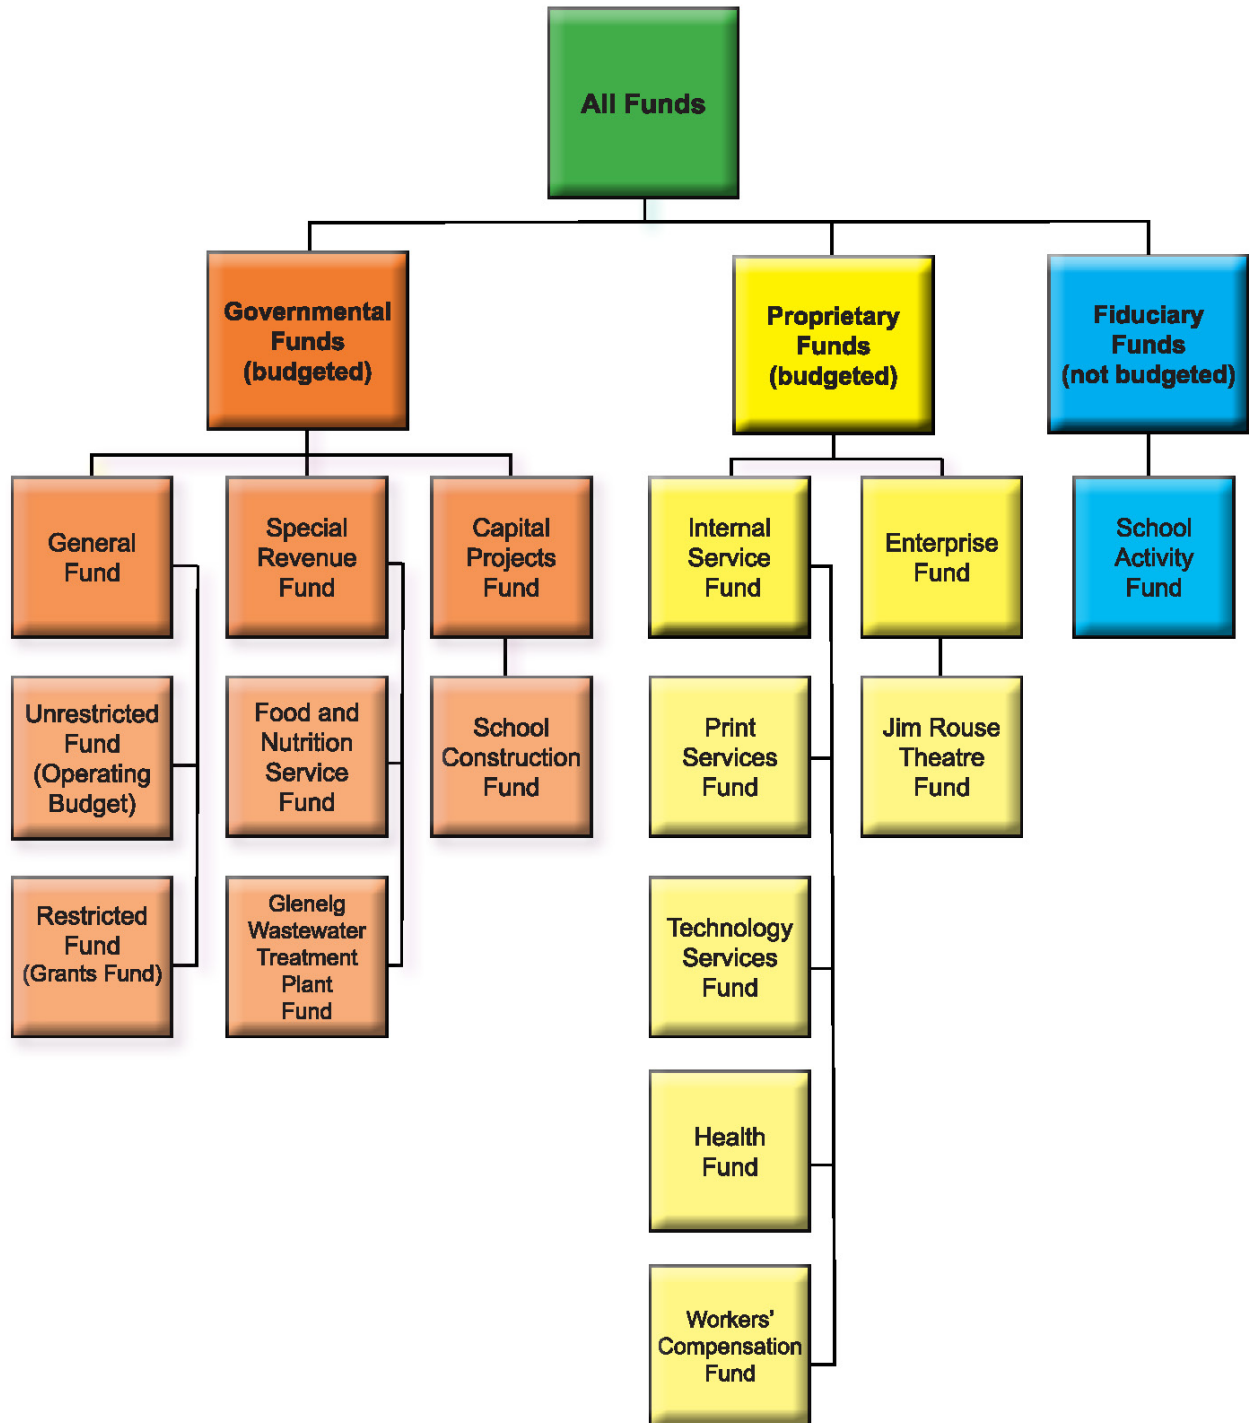 All Funds
Governmental
Funds
(budgeted)
Proprietary
Funds
(budgeted)
Fiduciary
Funds
(not budgeted)
General
Fund
Special
Revenue
Fund
Capital
Projects
Fund
Internal
Service
Fund
Enterprise
Fund
School
Activity
Fund
Unrestricted
Fund
(Operating
Budget)
Food and
Nutrition
Service
Fund
School
Construction
Fund
Print
Services
Fund
Jim Rouse
Theatre
Fund
Restricted
Fund
(Grants Fund)
Glenelg
Wastewater
Treatment
Plant
Fund
Technology
Services
Fund
Health
Fund
Workers’
Compensation
Fund